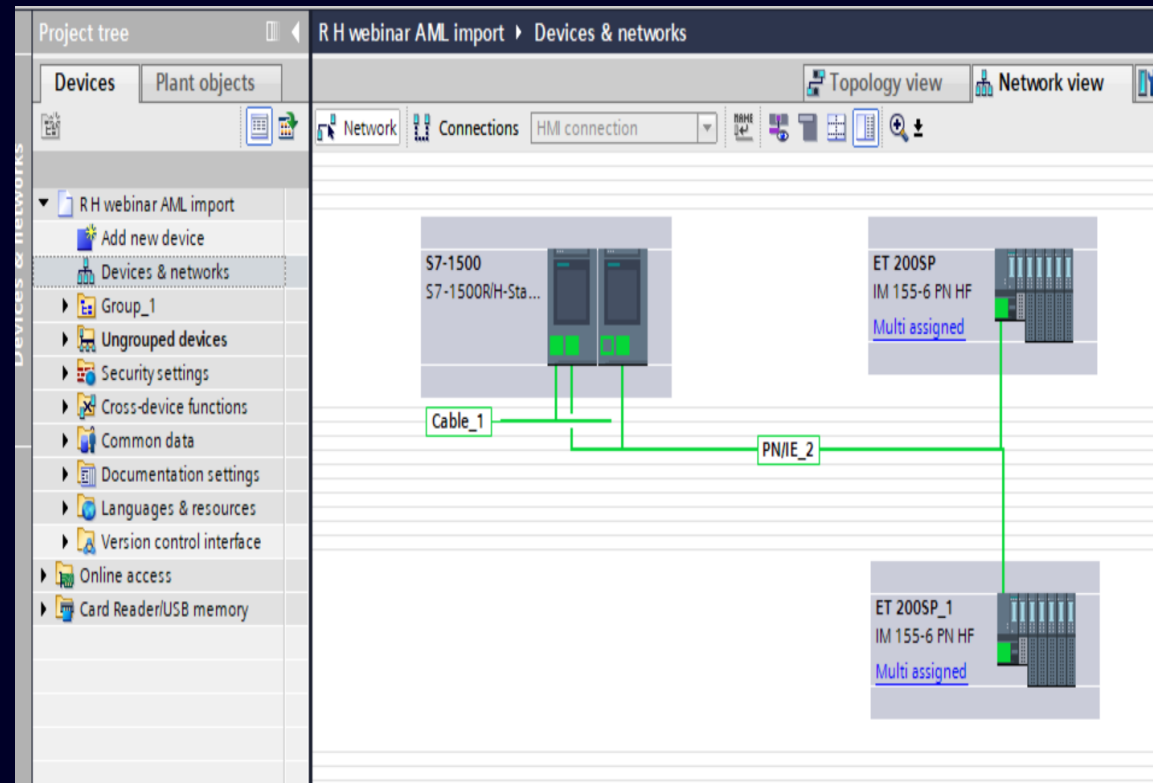 Project tree
R H webinar AML import ▸ Devices & networks
Devices
Plant objects
Topology view
Network view
Network
Connections
HMI connection
Devices & networks
R H webinar AML import
Add new device
Devices & networks
Group_1
Ungrouped devices
Security settings
Cross-device functions
Common data
Documentation settings
Languages & resources
Version control interface
Online access
Card Reader/USB memory
S7-1500
S7-1500R/H-Sta...
ET 200SP
IM 155-6 PN HF
Multi assigned
Cable_1
PN/IE_2
ET 200SP_1
IM 155-6 PN HF
Multi assigned